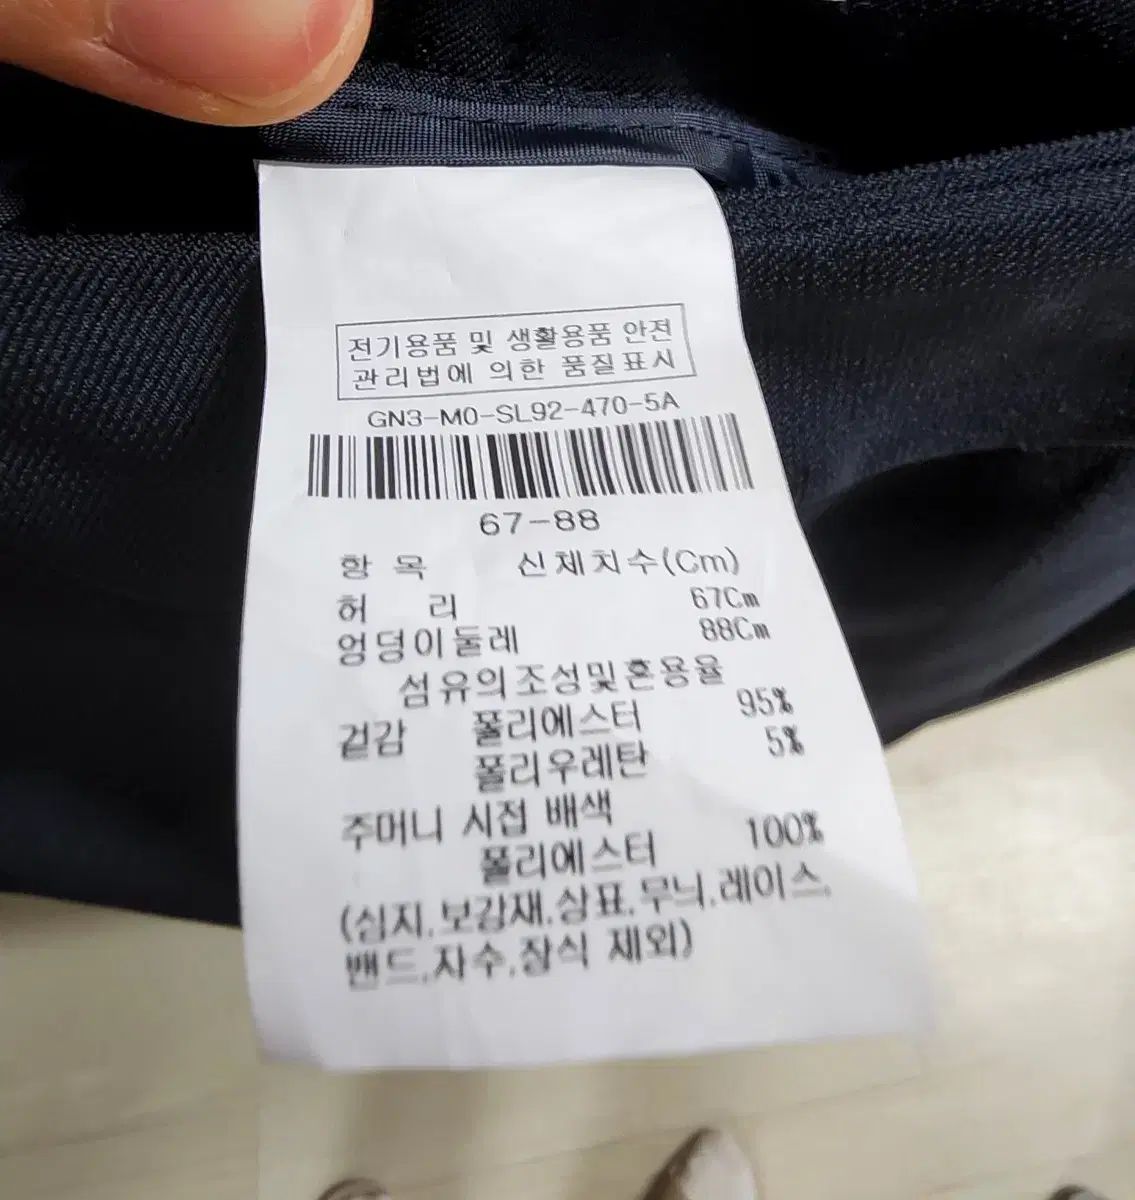 전기용품 및 생활용품 안전
관리법에 의한 품질표시
GN3-M0-SL92-470-5A
67-88
항 목 신체치수(Cm)
허 리 67Cm
엉덩이둘레 88Cm
섬유의조성및혼용율
겉감 폴리에스터 95%
폴리우레탄 5%
주머니 시접 배색
폴리에스터 100%
(심지,보강재,상표,무늬,레이스,
밴드,자수,장식 제외)